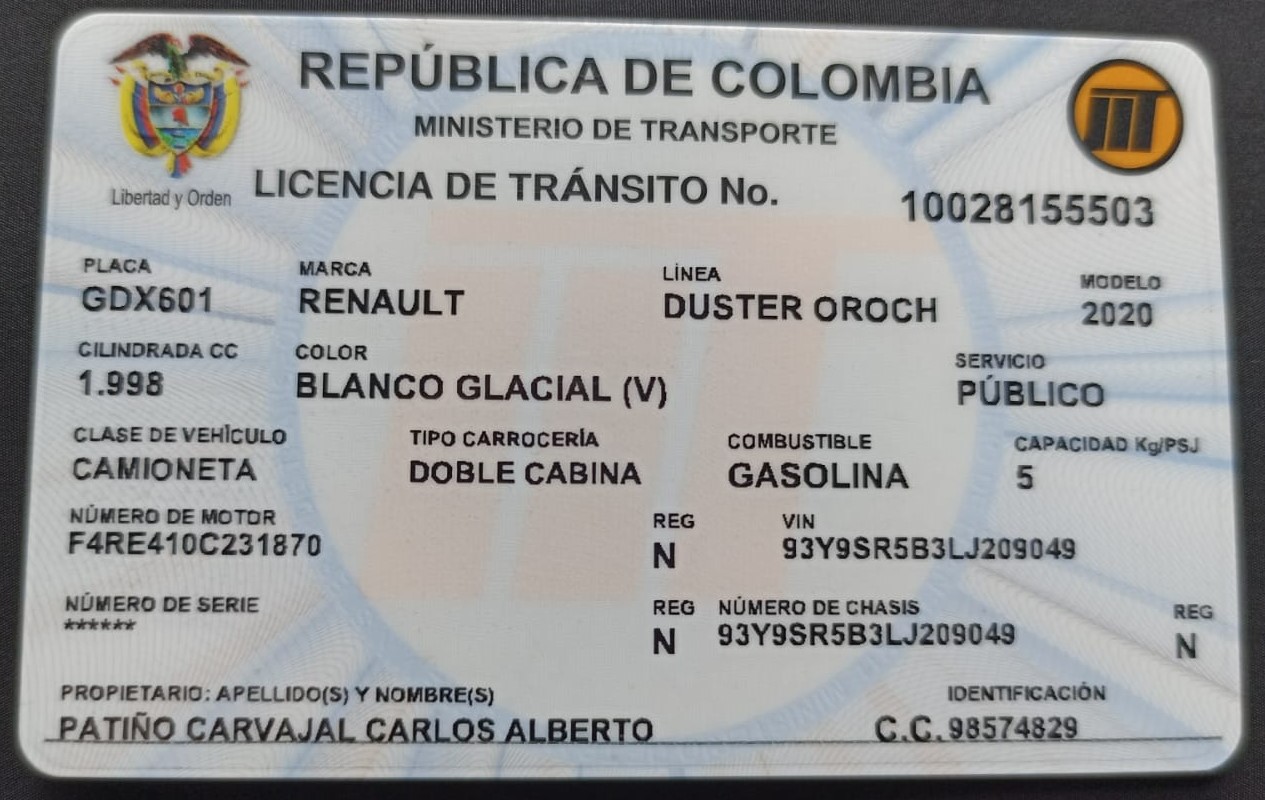 REPÚBLICA DE COLOMBIA
MINISTERIO DE TRANSPORTE
Libertad y Orden
LICENCIA DE TRÁNSITO No. 10028155503
PLACA MARCA LÍNEA MODELO
GDX601 RENAULT DUSTER OROCH 2020
CILINDRADA CC COLOR SERVICIO
1.998 BLANCO GLACIAL (V) PÚBLICO
CLASE DE VEHÍCULO TIPO CARROCERÍA COMBUSTIBLE CAPACIDAD Kg/PSJ
CAMIONETA DOBLE CABINA GASOLINA 5
NÚMERO DE MOTOR REG VIN
F4RE410C231870 N 93Y9SR5B3LJ209049
NÚMERO DE SERIE REG NÚMERO DE CHASIS REG
****** N 93Y9SR5B3LJ209049 N
PROPIETARIO: APELLIDO(S) Y NOMBRE(S) IDENTIFICACIÓN
PATIÑO CARVAJAL CARLOS ALBERTO C.C. 98574829